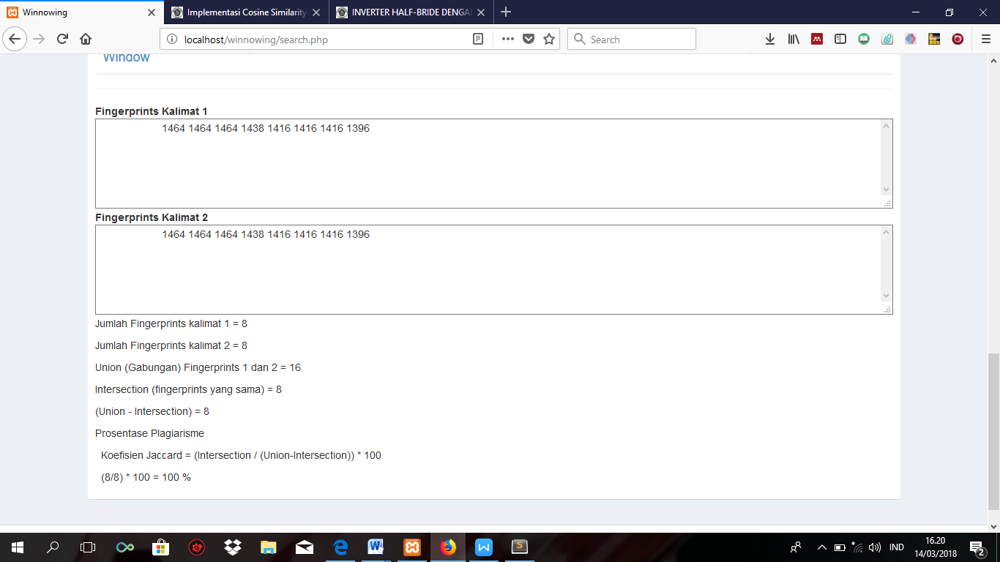 Winnowing
Implementasi Cosine Similarity
INVERTER HALF-BRIDE DENGA
localhost/winnowing/search.php
Search
Window
Fingerprints Kalimat 1
1464 1464 1464 1438 1416 1416 1416 1396
Fingerprints Kalimat 2
1464 1464 1464 1438 1416 1416 1416 1396
Jumlah Fingerprints kalimat 1 = 8
Jumlah Fingerprints kalimat 2 = 8
Union (Gabungan) Fingerprints 1 dan 2 = 16
Intersection (fingerprints yang sama) = 8
(Union - Intersection) = 8
Prosentase Plagiarisme
Koefisien Jaccard = (Intersection / (Union-Intersection)) * 100
(8/8) * 100 = 100 %
IND
16.20
14/03/2018
2